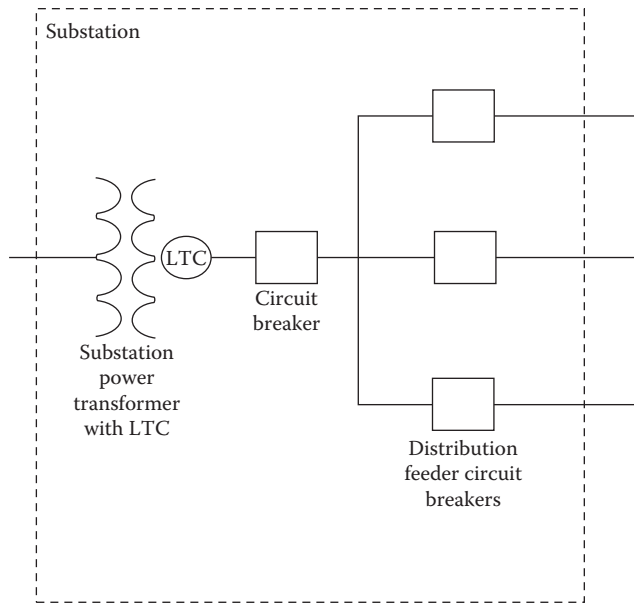 Substation
LTC
Circuit
breaker
Substation
power
transformer
with LTC
Distribution
feeder circuit
breakers